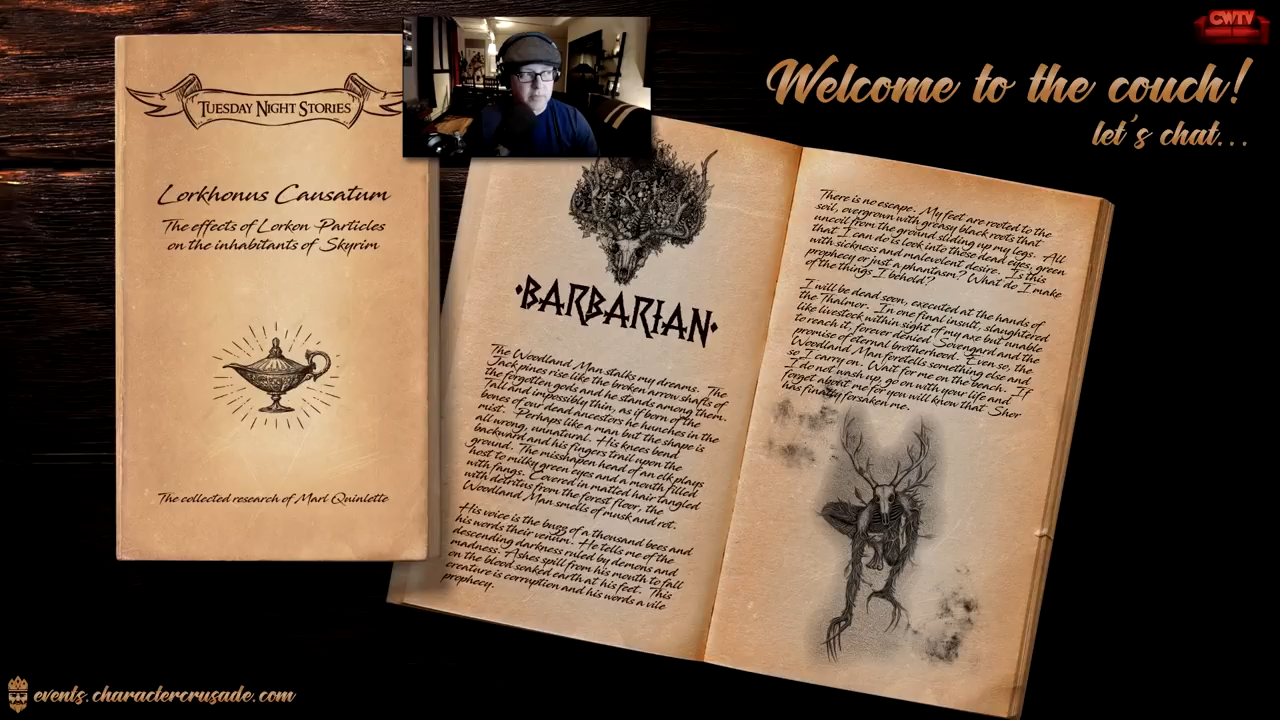 CWTV
Welcome to the couch!
let's chat...
TUESDAY NIGHT STORIES
Lorkhonus Causatum
The effects of Lorkon Particles
on the inhabitants of Skyrim
The collected research of Marl Quinlette
BARBARIAN
The Woodland Man stalks my dreams. The
Jack pines rise like the broken arrow shafts of
the forgotten gods and he stands among them.
Tall and impossibly thin, as if born of the
bones of our dead ancestors he hunches in the
mist. Perhaps like a man but the shape is
all wrong, unnatural. His knees bend
backward and his fingers trail upon the
ground. The misshapen head of an elk plays
host to milky green eyes and a mouth filled
with fangs. Covered in matted hair tangled
with detritus from the forest floor, the
Woodland Man smells of musk and rot.
His voice is the buzz of a thousand bees and
his words their venum. He tells me of the
descending darkness ruled by demons and
madness. Ashes spill from his mouth to fall
on the blood soaked earth at his feet. This
creature is corruption and his words a vile
prophecy.
There is no escape. My feet are rooted to the
soil, overgrown with greasy black roots that
uncoil from the ground sliding up my legs. All
that I can do is look into those dead eyes, green
with sickness and malevolent desire. Is this
prophecy or just a phantasm? What do I make
of the things I behold?
I will be dead soon, executed at the hands of
the Thalmor. In one final insult, slaughtered
like livestock within sight of my axe but unable
to reach it, forever denied Sovengard and the
promise of eternal brotherhood. Even so, the
Woodland Man foretells something else and
so I carry on. Wait for me on the beach. If
I do not wash up, go on with your life and
forget about me for you will know that Shor
has finally forsaken me.
events.charactercrusade.com